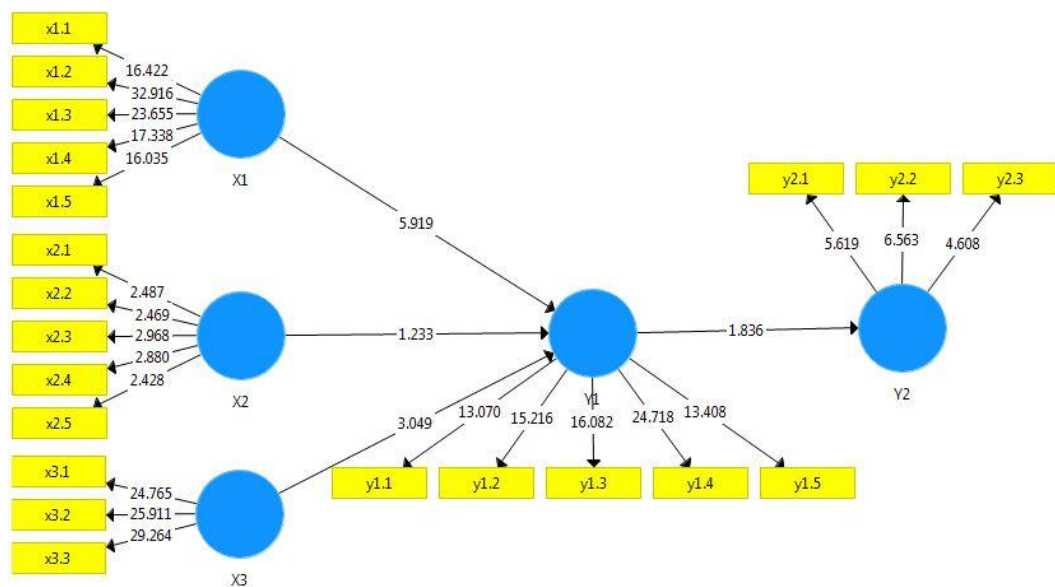 x1.1
x1.2
x1.3
x1.4
x1.5
16.422
32.916
23.655
17.338
16.035
X1
5.919
x2.1
x2.2
x2.3
x2.4
x2.5
2.487
2.469
2.968
2.880
2.428
X2
1.233
x3.1
x3.2
x3.3
24.765
25.911
29.264
X3
3.049
Y1
13.070
15.216
16.082
24.718
13.408
y1.1
y1.2
y1.3
y1.4
y1.5
1.836
y2.1
y2.2
y2.3
5.619
6.563
4.608
Y2